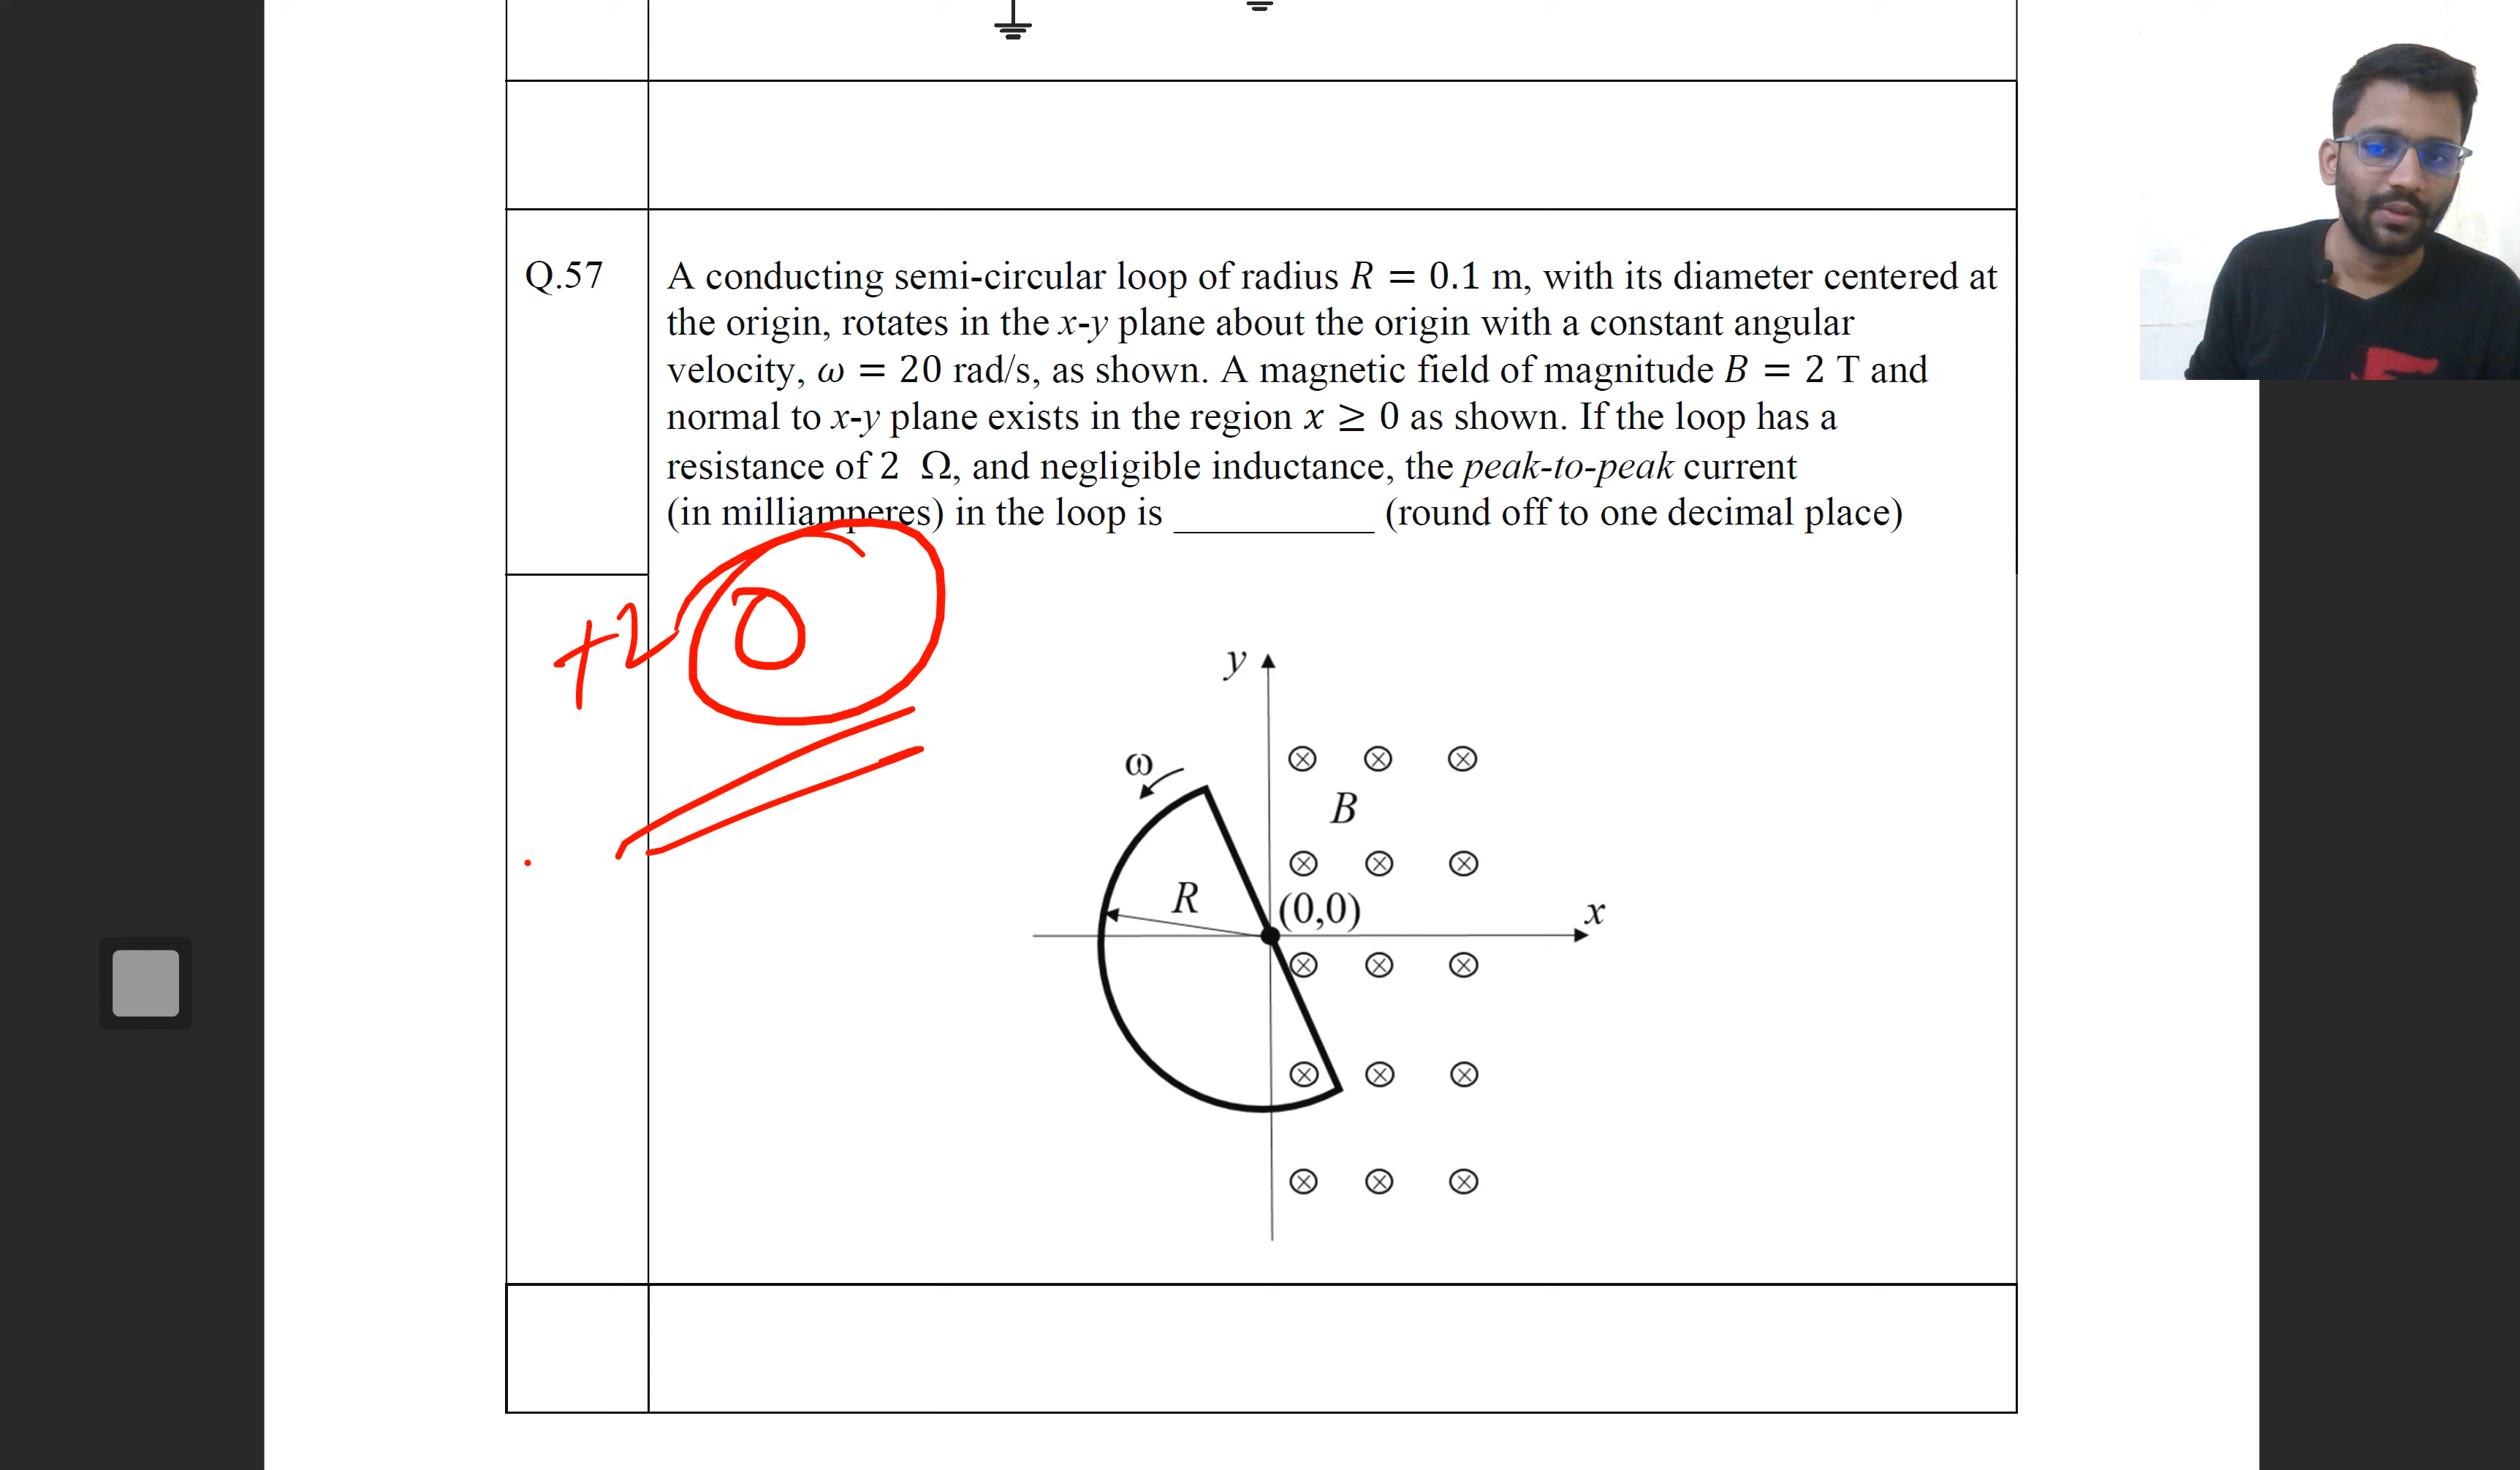 Q.57
A conducting semi-circular loop of radius R = 0.1 m, with its diameter centered at
the origin, rotates in the x-y plane about the origin with a constant angular
velocity, ω = 20 rad/s, as shown. A magnetic field of magnitude B = 2 T and
normal to x-y plane exists in the region x ≥ 0 as shown. If the loop has a
resistance of 2 Ω, and negligible inductance, the peak-to-peak current
(in milliamperes) in the loop is __________ (round off to one decimal place)
+2
0
y
ω
B
R
(0,0)
x